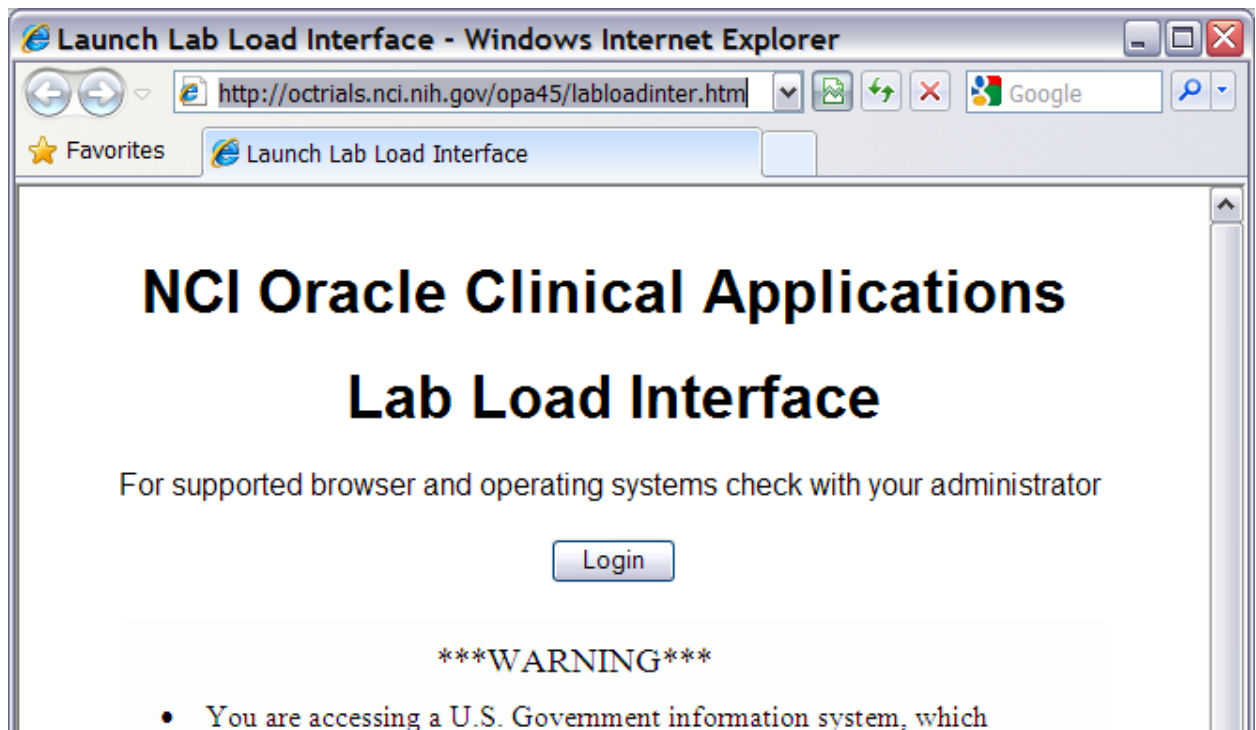 Launch Lab Load Interface - Windows Internet Explorer
http://octrials.nci.nih.gov/opa45/labloadinter.htm
Google
Favorites
Launch Lab Load Interface
NCI Oracle Clinical Applications
Lab Load Interface
For supported browser and operating systems check with your administrator
Login
***WARNING***
• You are accessing a U.S. Government information system, which